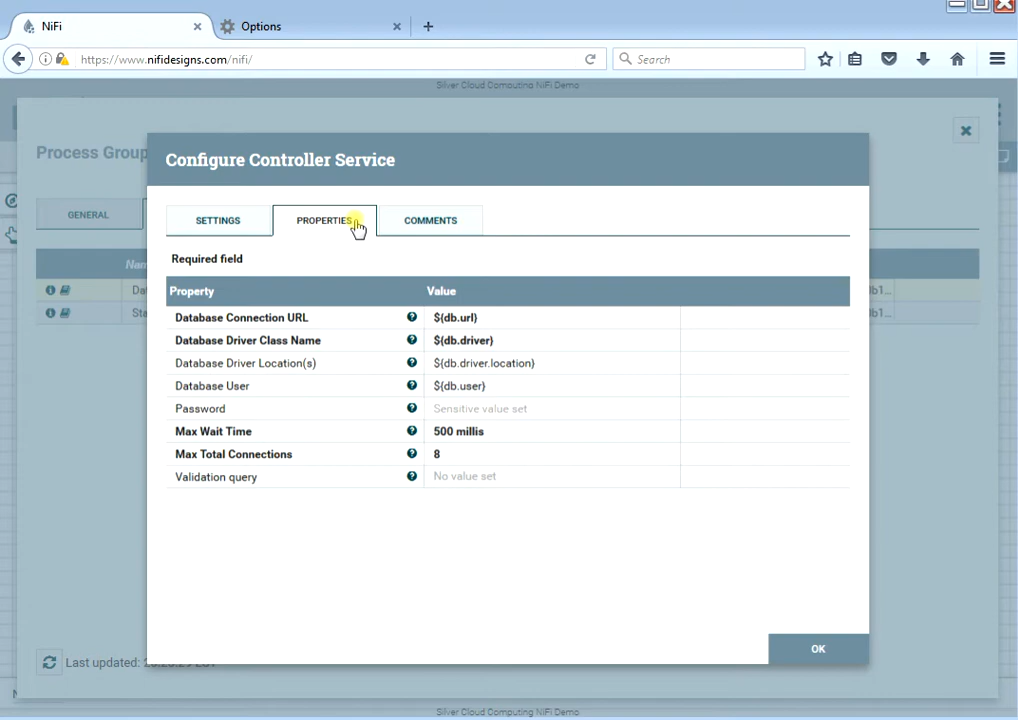 NiFi
Options
https://www.nifidesigns.com/nifi/
Search
Silver Cloud Computing NiFi Demo
Process Group
Configure Controller Service
GENERAL
SETTINGS
PROPERTIES
COMMENTS
Required field
Property Value
Database Connection URL ${db.url}
Database Driver Class Name ${db.driver}
Database Driver Location(s) ${db.driver.location}
Database User ${db.user}
Password Sensitive value set
Max Wait Time 500 millis
Max Total Connections 8
Validation query No value set
OK
Last updated:
Silver Cloud Computing NiFi Demo